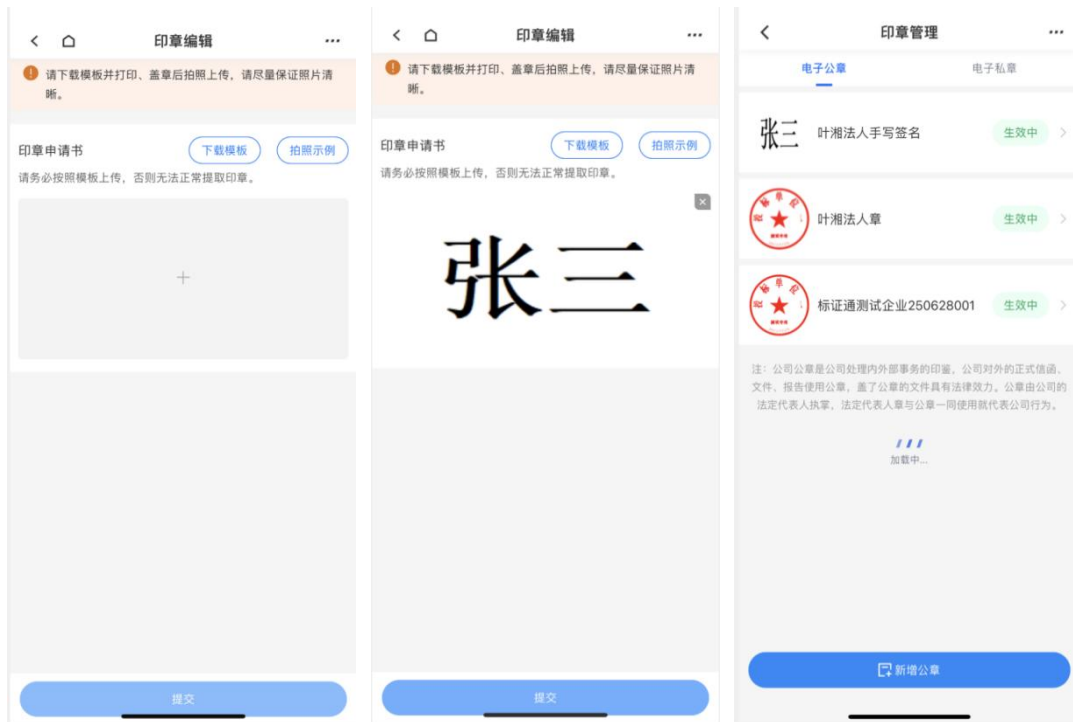 印章编辑
请下载模板并打印、盖章后拍照上传，请尽量保证照片清
晰。
印章申请书
下载模板
拍照示例
请务必按照模板上传，否则无法正常提取印章。
提交
印章编辑
请下载模板并打印、盖章后拍照上传，请尽量保证照片清
晰。
印章申请书
下载模板
拍照示例
请务必按照模板上传，否则无法正常提取印章。
张三
提交
印章管理
电子公章
电子私章
张三
叶湘法人手写签名
生效中
叶湘法人章
生效中
标证通测试企业250628001
生效中
注：公司公章是公司处理内外部事务的印鉴，公司对外的正式信函、
文件、报告使用公章，盖了公章的文件具有法律效力。公章由公司的
法定代表人执掌，法定代表人章与公章一同使用就代表公司行为。
加载中...
新增公章